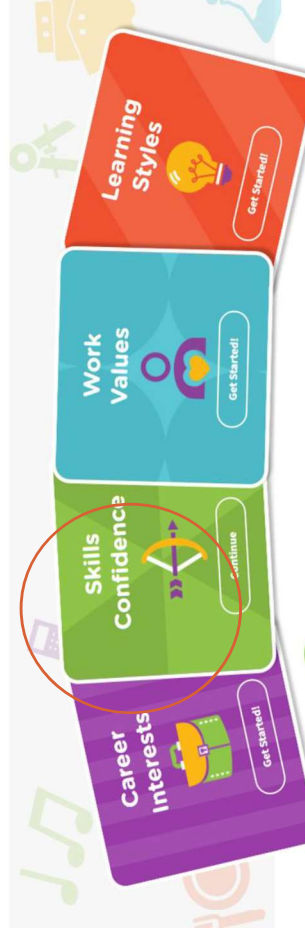 Career
Interests
Get Started!
Skills
Confidence
Continue
Work
Values
Get Started!
Learning
Styles
Get Started!